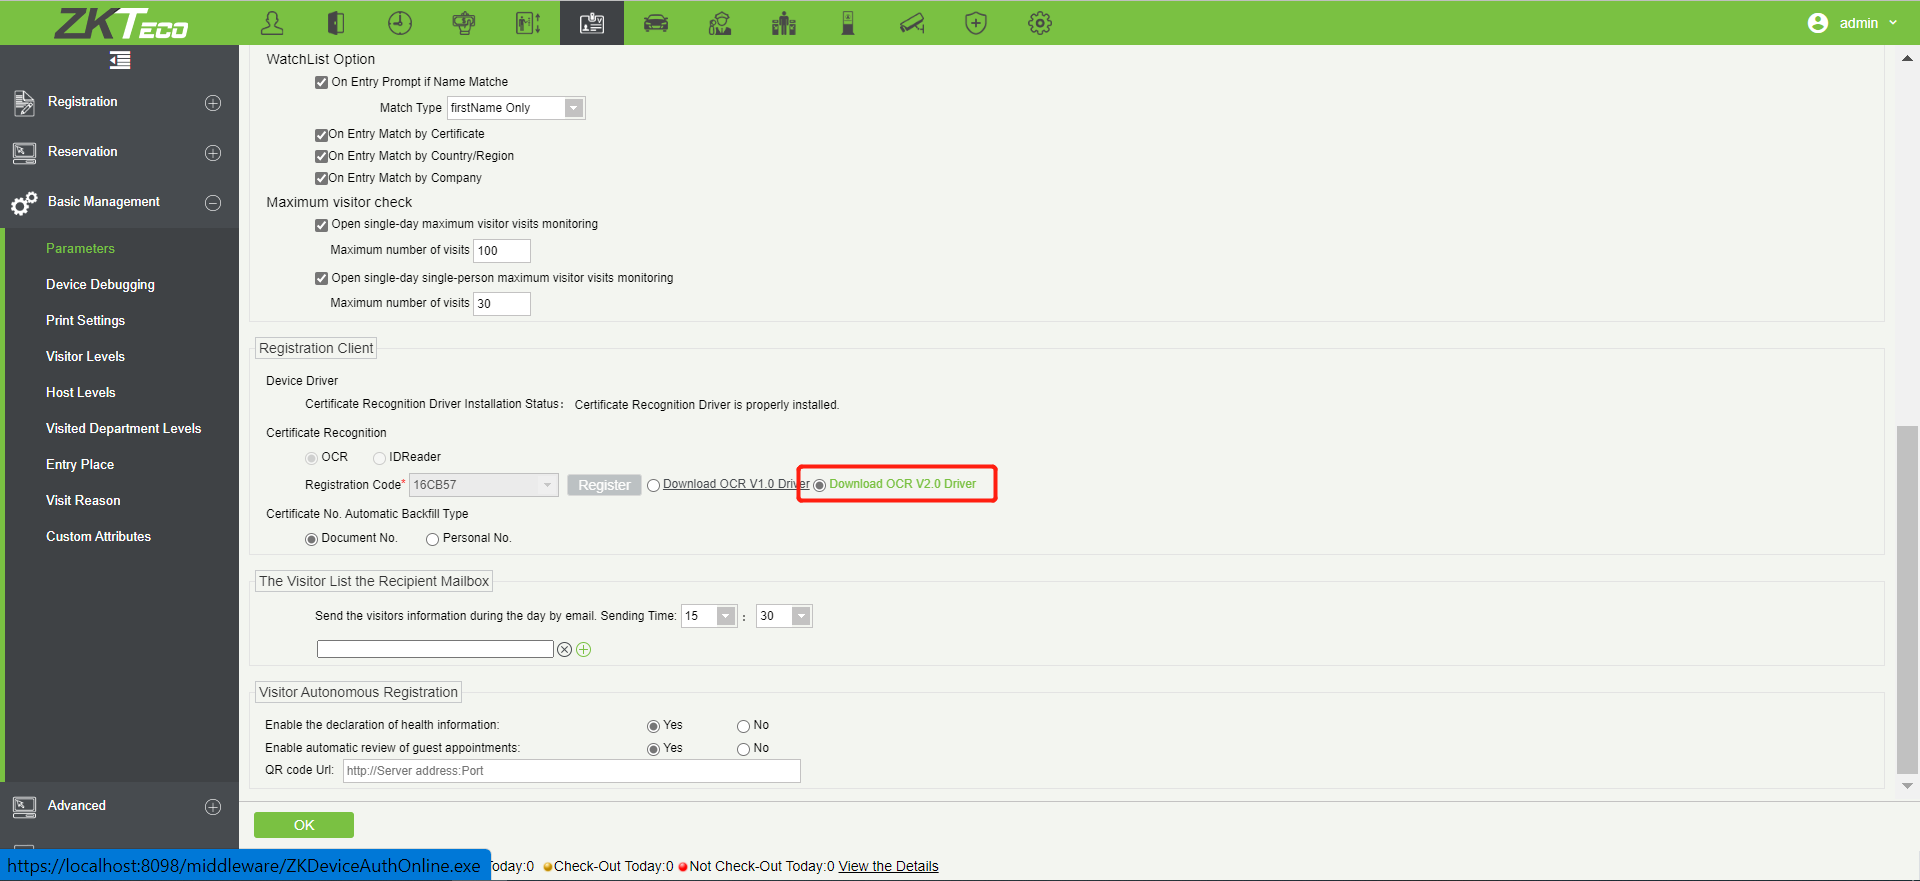 ZKTeco
admin
Registration
Reservation
Basic Management
Parameters
Device Debugging
Print Settings
Visitor Levels
Host Levels
Visited Department Levels
Entry Place
Visit Reason
Custom Attributes
Advanced
WatchList Option
On Entry Prompt if Name Matche
Match Type firstName Only
On Entry Match by Certificate
On Entry Match by Country/Region
On Entry Match by Company
Maximum visitor check
Open single-day maximum visitor visits monitoring
Maximum number of visits 100
Open single-day single-person maximum visitor visits monitoring
Maximum number of visits 30
Registration Client
Device Driver
Certificate Recognition Driver Installation Status: Certificate Recognition Driver is properly installed.
Certificate Recognition
OCR IDReader
Registration Code* 16CB57 Register Download OCR V1.0 Driver Download OCR V2.0 Driver
Certificate No. Automatic Backfill Type
Document No. Personal No.
The Visitor List the Recipient Mailbox
Send the visitors information during the day by email. Sending Time: 15 : 30
Visitor Autonomous Registration
Enable the declaration of health information: Yes No
Enable automatic review of guest appointments: Yes No
QR code Url: http://Server address:Port
OK
https://localhost:8098/middleware/ZKDeviceAuthOnline.exe
Today:0 Check-Out Today:0 Not Check-Out Today:0 View the Details